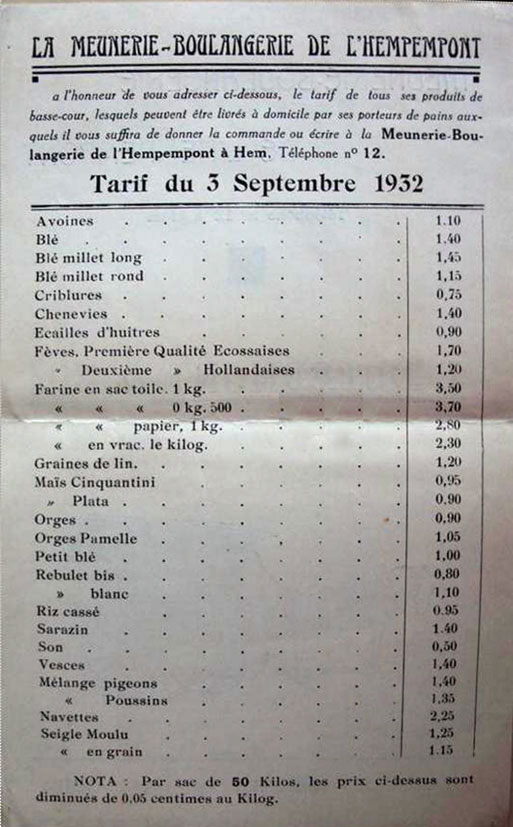 LA MEUNERIE-BOULANGERIE DE L'HEMPEMPONT
a l'honneur de vous adresser ci-dessous, le tarif de tous ses produits de
basse-cour, lesquels peuvent être livrés à domicile par ses porteurs de pains aux-
quels il vous suffira de donner la commande ou écrire à la Meunerie-Bou-
langerie de l'Hempempont à Hem, Téléphone nº 12.
Tarif du 3 Septembre 1932
Avoines . . . . . . . . 1.10
Blé . . . . . . . . 1.40
Blé millet long . . . . . . . 1,45
Blé millet rond . . . . . . . 1,15
Criblures . . . . . . . . 0,75
Chenevies . . . . . . . . 1,40
Ecailles d'huitres . . . . . . 0,90
Fèves, Première Qualité Ecossaises . . . 1,70
» Deuxième » Hollandaises . . . 1,20
Farine en sac toile. 1 kg. . . . . . 3,50
« « « 0 kg. 500 . . . . . 3,70
« « papier, 1 kg. . . . . . 2,80
« en vrac. le kilog. . . . . . 2,30
Graines de lin. . . . . . . . 1,20
Maïs Cinquantini . . . . . . 0,95
» Plata . . . . . . . . 0.90
Orges . . . . . . . . . 0,90
Orges Pamelle . . . . . . . 1,05
Petit blé . . . . . . . . 1,00
Rebulet bis . . . . . . . . 0,80
» blanc . . . . . . . 1,10
Riz cassé . . . . . . . 0.95
Sarazin . . . . . . . . 1.40
Son . . . . . . . . . 0,50
Vesces . . . . . . . . 1,40
Mélange pigeons . . . . . . 1,40
« Poussins . . . . . . 1,35
Navettes . . . . . . . . 2,25
Seigle Moulu . . . . . . . 1,25
« en grain . . . . . . . 1.15
NOTA : Par sac de 50 Kilos, les prix ci-dessus sont
diminués de 0,05 centimes au Kilog.